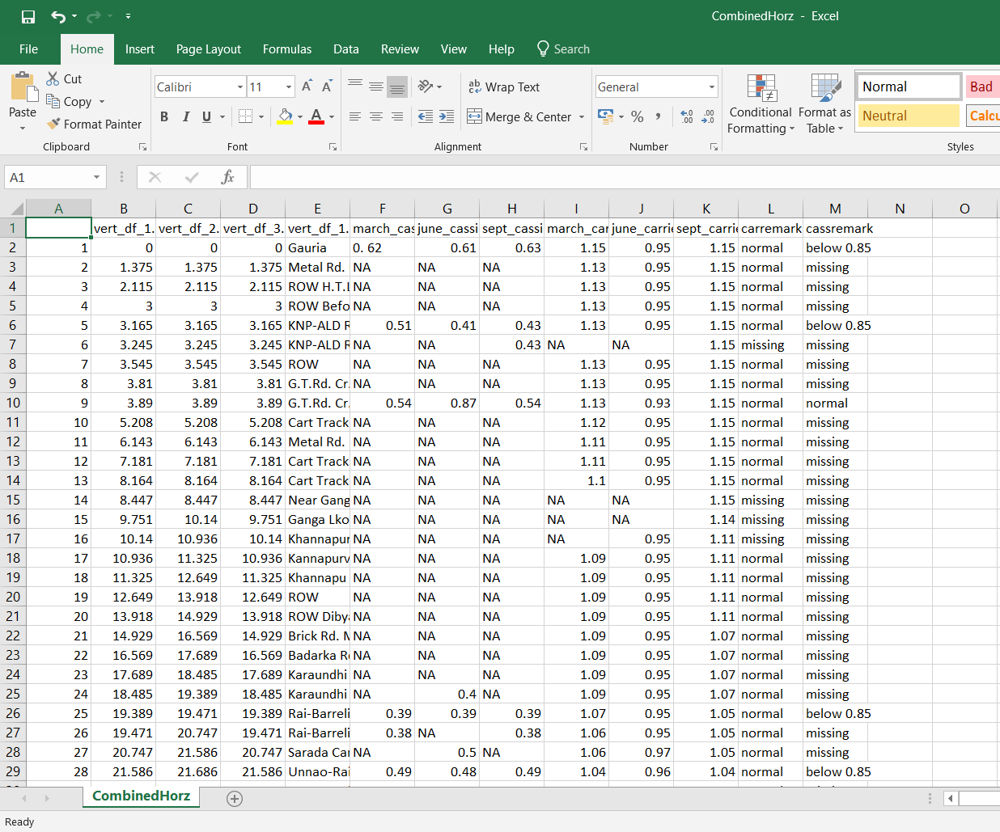 CombinedHorz - Excel
File Home Insert Page Layout Formulas Data Review View Help Search
Cut
Copy
Format Painter
Paste
Clipboard
Calibri 11
B I U A
Font
ab Wrap Text
Merge & Center
Alignment
General
% , .00
Number
Conditional Formatting
Format as Table
Normal Bad
Neutral Calcu
Styles
A1 fx
A B C D E F G H I J K L M N O
1 vert_df_1. vert_df_2. vert_df_3. vert_df_1. march_cas june_cassi sept_cassi march_car june_carri sept_carri carremark cassremark
2 1 0 0 0 Gauria 0. 62 0.61 0.63 1.15 0.95 1.15 normal below 0.85
3 2 1.375 1.375 1.375 Metal Rd. NA NA NA 1.13 0.95 1.15 normal missing
4 3 2.115 2.115 2.115 ROW H.T.L NA NA NA 1.13 0.95 1.15 normal missing
5 4 3 3 3 ROW Befo NA NA NA 1.13 0.95 1.15 normal missing
6 5 3.165 3.165 3.165 KNP-ALD R 0.51 0.41 0.43 1.13 0.95 1.15 normal below 0.85
7 6 3.245 3.245 3.245 KNP-ALD R NA NA 0.43 NA NA 1.15 missing missing
8 7 3.545 3.545 3.545 ROW NA NA NA 1.13 0.95 1.15 normal missing
9 8 3.81 3.81 3.81 G.T.Rd. Cr. NA NA NA 1.13 0.95 1.15 normal missing
10 9 3.89 3.89 3.89 G.T.Rd. Cr. 0.54 0.87 0.54 1.13 0.93 1.15 normal normal
11 10 5.208 5.208 5.208 Cart Track NA NA NA 1.12 0.95 1.15 normal missing
12 11 6.143 6.143 6.143 Metal Rd. NA NA NA 1.11 0.95 1.15 normal missing
13 12 7.181 7.181 7.181 Cart Track NA NA NA 1.11 0.95 1.15 normal missing
14 13 8.164 8.164 8.164 Cart Track NA NA NA 1.1 0.95 1.15 normal missing
15 14 8.447 8.447 8.447 Near Gang NA NA NA NA NA 1.15 missing missing
16 15 9.751 10.14 9.751 Ganga Lko NA NA NA NA NA 1.14 missing missing
17 16 10.14 10.936 10.14 Khannapur NA NA NA NA 0.95 1.11 missing missing
18 17 10.936 11.325 10.936 Kannapurv NA NA NA 1.09 0.95 1.11 normal missing
19 18 11.325 12.649 11.325 Khannapu NA NA NA 1.09 0.95 1.11 normal missing
20 19 12.649 13.918 12.649 ROW NA NA NA 1.09 0.95 1.11 normal missing
21 20 13.918 14.929 13.918 ROW Diby NA NA NA 1.09 0.95 1.11 normal missing
22 21 14.929 16.569 14.929 Brick Rd. NA NA NA 1.09 0.95 1.07 normal missing
23 22 16.569 17.689 16.569 Badarka R NA NA NA 1.09 0.95 1.07 normal missing
24 23 17.689 18.485 17.689 Karaundhi NA NA NA 1.09 0.95 1.07 normal missing
25 24 18.485 19.389 18.485 Karaundhi NA 0.4 NA 1.09 0.95 1.07 normal missing
26 25 19.389 19.471 19.389 Rai-Barreli 0.39 0.39 0.39 1.07 0.95 1.05 normal below 0.85
27 26 19.471 20.747 19.471 Rai-Barreli 0.38 NA 0.38 1.06 0.95 1.05 normal missing
28 27 20.747 21.586 20.747 Sarada Ca NA 0.5 NA 1.06 0.97 1.05 normal missing
29 28 21.586 21.686 21.586 Unnao-Rai 0.49 0.48 0.49 1.04 0.96 1.04 normal below 0.85
CombinedHorz
Ready